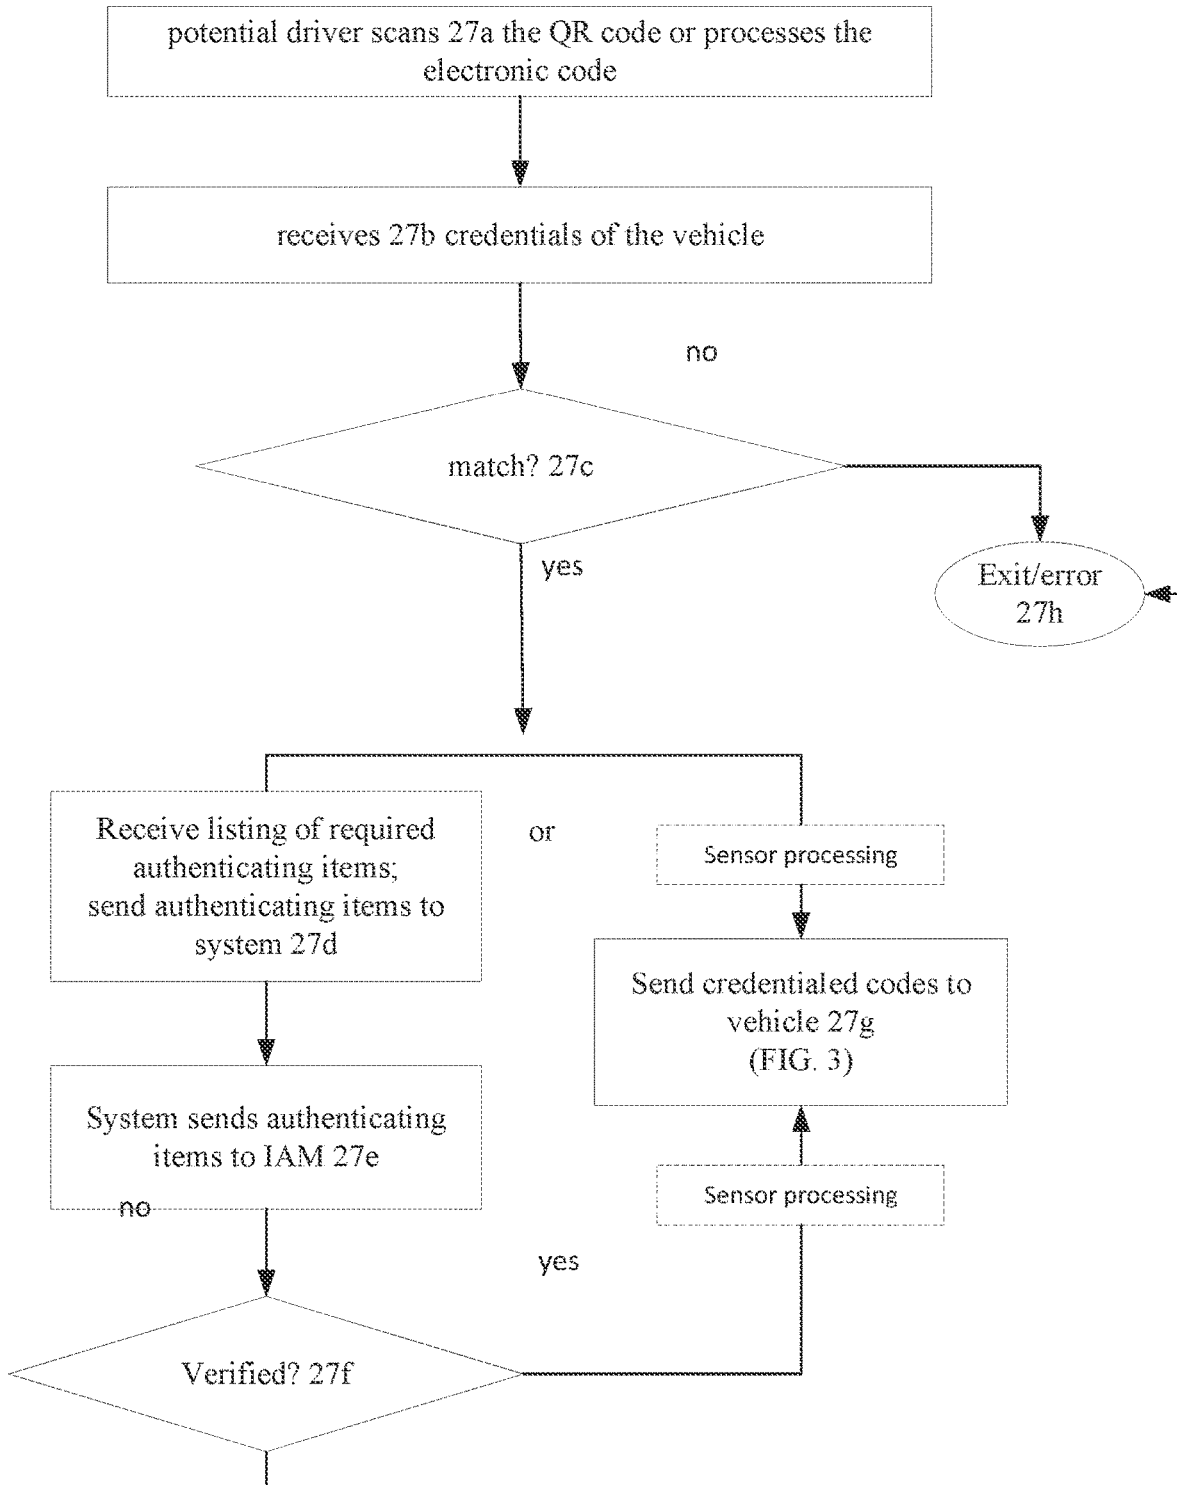 potential driver scans 27a the QR code or processes the
electronic code
receives 27b credentials of the vehicle
no
match? 27c
yes
Exit/error
27h
Receive listing of required
authenticating items;
send authenticating items to
system 27d
or
Sensor processing
Send credentialed codes to
vehicle 27g
(FIG. 3)
System sends authenticating
items to IAM 27e
no
Sensor processing
yes
Verified? 27f